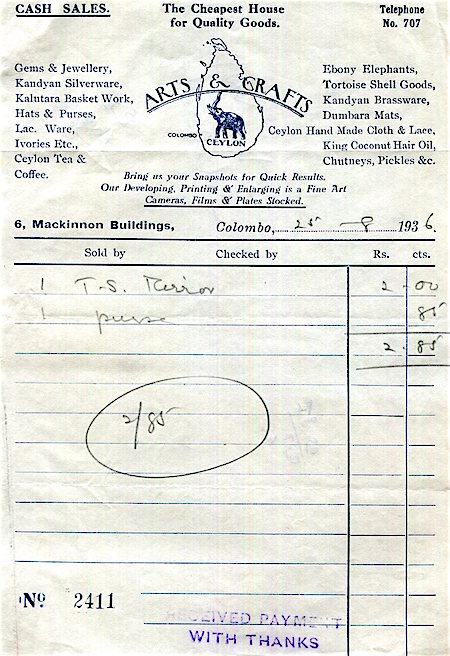 CASH SALES.
The Cheapest House
for Quality Goods.
Telephone
No. 707
Gems & Jewellery,
Kandyan Silverware,
Kalutara Basket Work,
Hats & Purses,
Lac. Ware,
Ivories Etc.,
Ceylon Tea &
Coffee.
ARTS & CRAFTS
COLOMBO
CEYLON
Ebony Elephants,
Tortoise Shell Goods,
Kandyan Brassware,
Dumbara Mats,
Ceylon Hand Made Cloth & Lace,
King Coconut Hair Oil,
Chutneys, Pickles &c.
Bring us your Snapshots for Quick Results.
Our Developing, Printing & Enlarging is a Fine Art
Cameras, Films & Plates Stocked.
6, Mackinnon Buildings, Colombo, 25 - 8 1936.
Sold by Checked by Rs. cts.
1 T-S. Mirror 2 - 00
1 purse 85
2 - 85
2/85
Nº 2411
RECEIVED PAYMENT
WITH THANKS